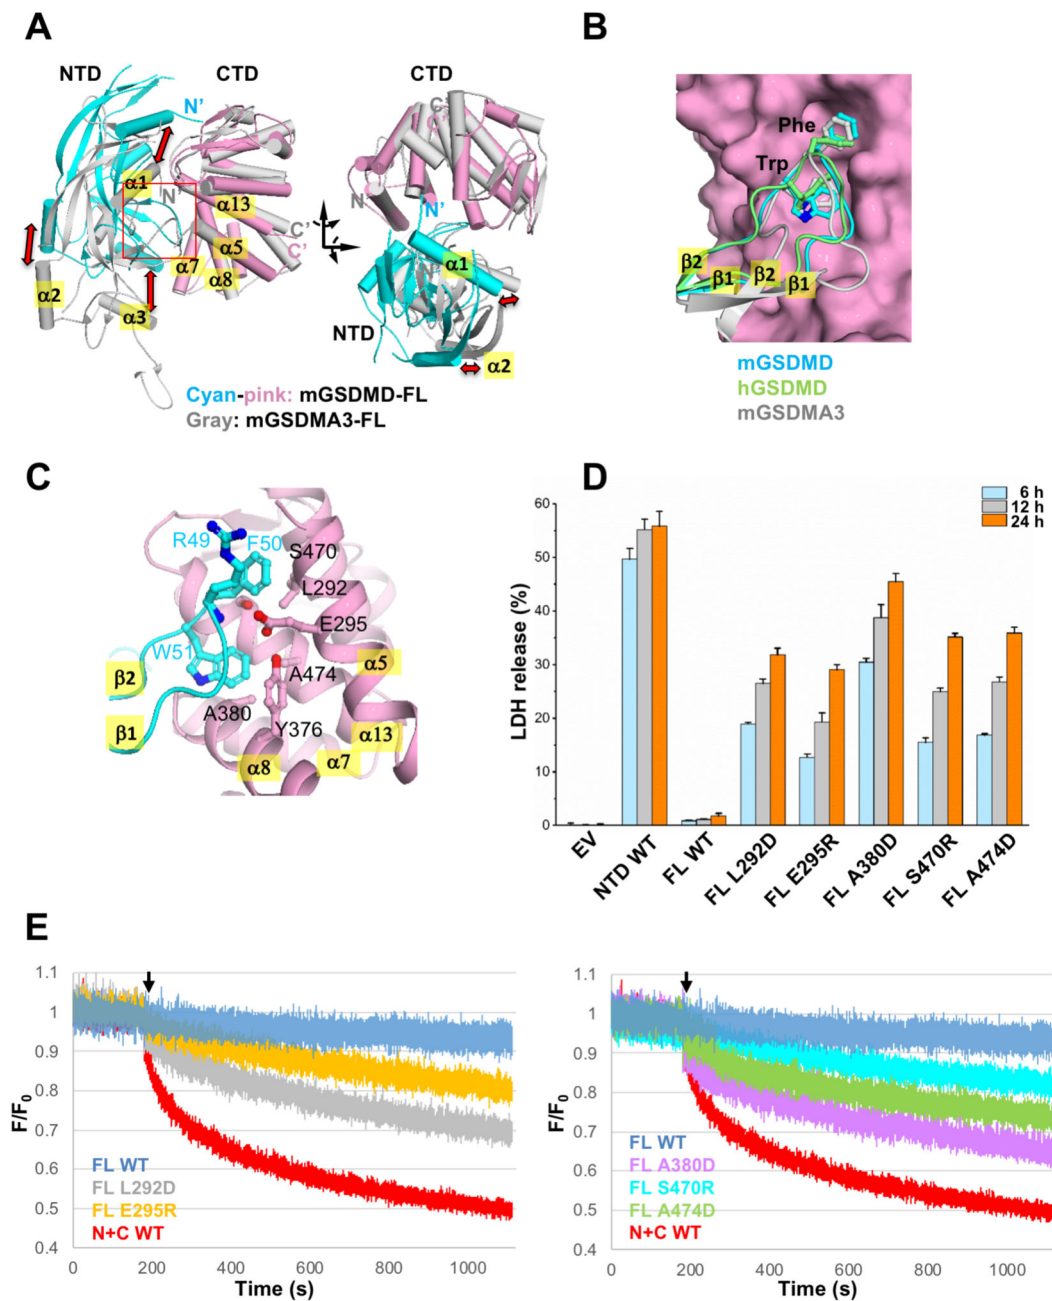 A
NTD
CTD
N'
α1
N'
α13
C'
C'
α5
α7
α8
α2
α3
CTD
C'
N'
N'
α1
NTD
α2
Cyan-pink: mGSDMD-FL
Gray: mGSDMA3-FL
B
Phe
Trp
β2
β1
β2
β1
mGSDMD
hGSDMD
mGSDMA3
C
R49
F50
S470
L292
E295
W51
A474
α5
β2
A380
Y376
β1
α13
α8
α7
D
LDH release (%)
60
50
40
30
20
10
0
6 h
12 h
24 h
EV
NTD WT
FL WT
FL L292D
FL E295R
FL A380D
FL S470R
FL A474D
E
F/F0
1.1
1
0.9
0.8
0.7
0.6
0.5
0.4
FL WT
FL L292D
FL E295R
N+C WT
0
200
400
600
800
1000
Time (s)
F/F0
1.1
1
0.9
0.8
0.7
0.6
0.5
0.4
FL WT
FL A380D
FL S470R
FL A474D
N+C WT
0
200
400
600
800
1000
Time (s)